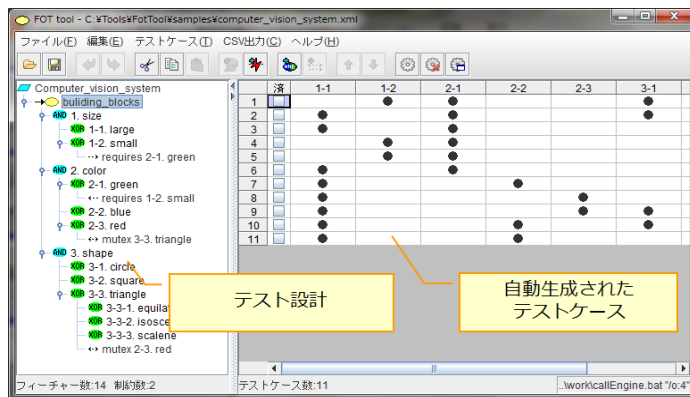 FOT tool - C:¥Tools¥FotTool¥samples¥computer_vision_system.xml
ファイル(F) 編集(E) テストケース(T) CSV出力(C) ヘルプ(H)
Computer_vision_system
buliding_blocks
AND 1. size
XOR 1-1. large
XOR 1-2. small
requires 2-1. green
AND 2. color
XOR 2-1. green
requires 1-2. small
XOR 2-2. blue
XOR 2-3. red
mutex 3-3. triangle
AND 3. shape
XOR 3-1. circle
XOR 3-2. square
XOR 3-3. triangle
XOR 3-3-1. equila
XOR 3-3-2. isosce
XOR 3-3-3. scalene
mutex 2-3. red
済 1-1 1-2 2-1 2-2 2-3 3-1
1
2
3
4
5
6
7
8
9
10
11
テスト設計
自動生成された
テストケース
フィーチャー数:14 制約数:2
テストケース数:11
..\work\callEngine.bat "/o:4"